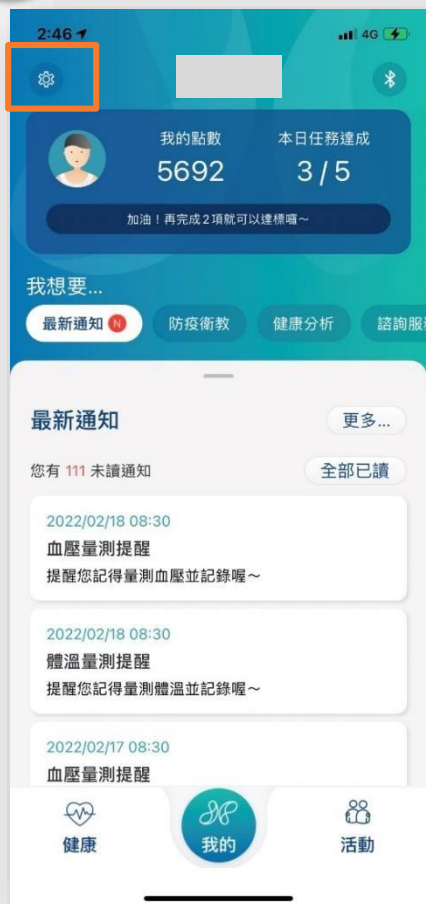 2:46 4G
我的點數 本日任務達成
5692 3 / 5
加油！再完成2項就可以達標囉～
我想要...
最新通知 N 防疫衛教 健康分析 諮詢服
最新通知 更多...
您有 111 未讀通知 全部已讀
2022/02/18 08:30
血壓量測提醒
提醒您記得量測血壓並記錄喔～
2022/02/18 08:30
體溫量測提醒
提醒您記得量測體溫並記錄喔～
2022/02/17 08:30
血壓量測提醒
健康 我的 活動